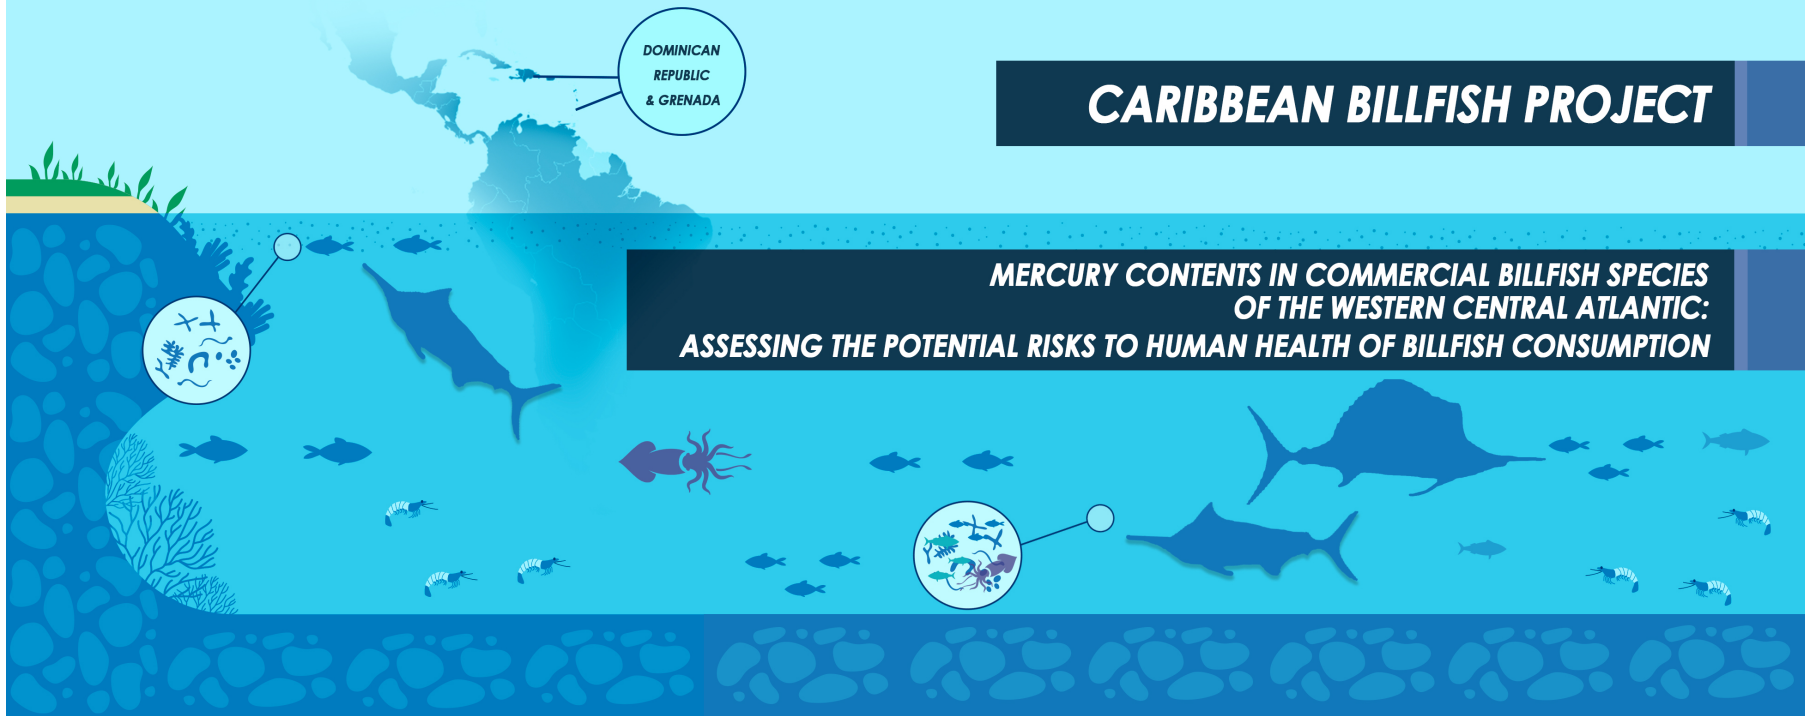 DOMINICAN
REPUBLIC
& GRENADA
CARIBBEAN BILLFISH PROJECT
MERCURY CONTENTS IN COMMERCIAL BILLFISH SPECIES
OF THE WESTERN CENTRAL ATLANTIC:
ASSESSING THE POTENTIAL RISKS TO HUMAN HEALTH OF BILLFISH CONSUMPTION